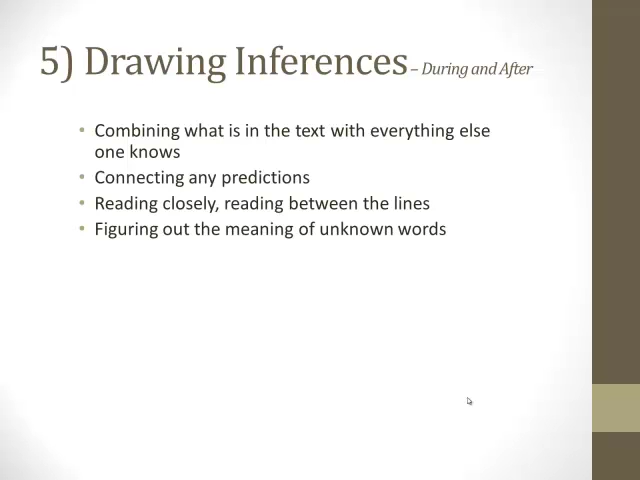 5) Drawing Inferences – During and After
• Combining what is in the text with everything else
one knows
• Connecting any predictions
• Reading closely, reading between the lines
• Figuring out the meaning of unknown words